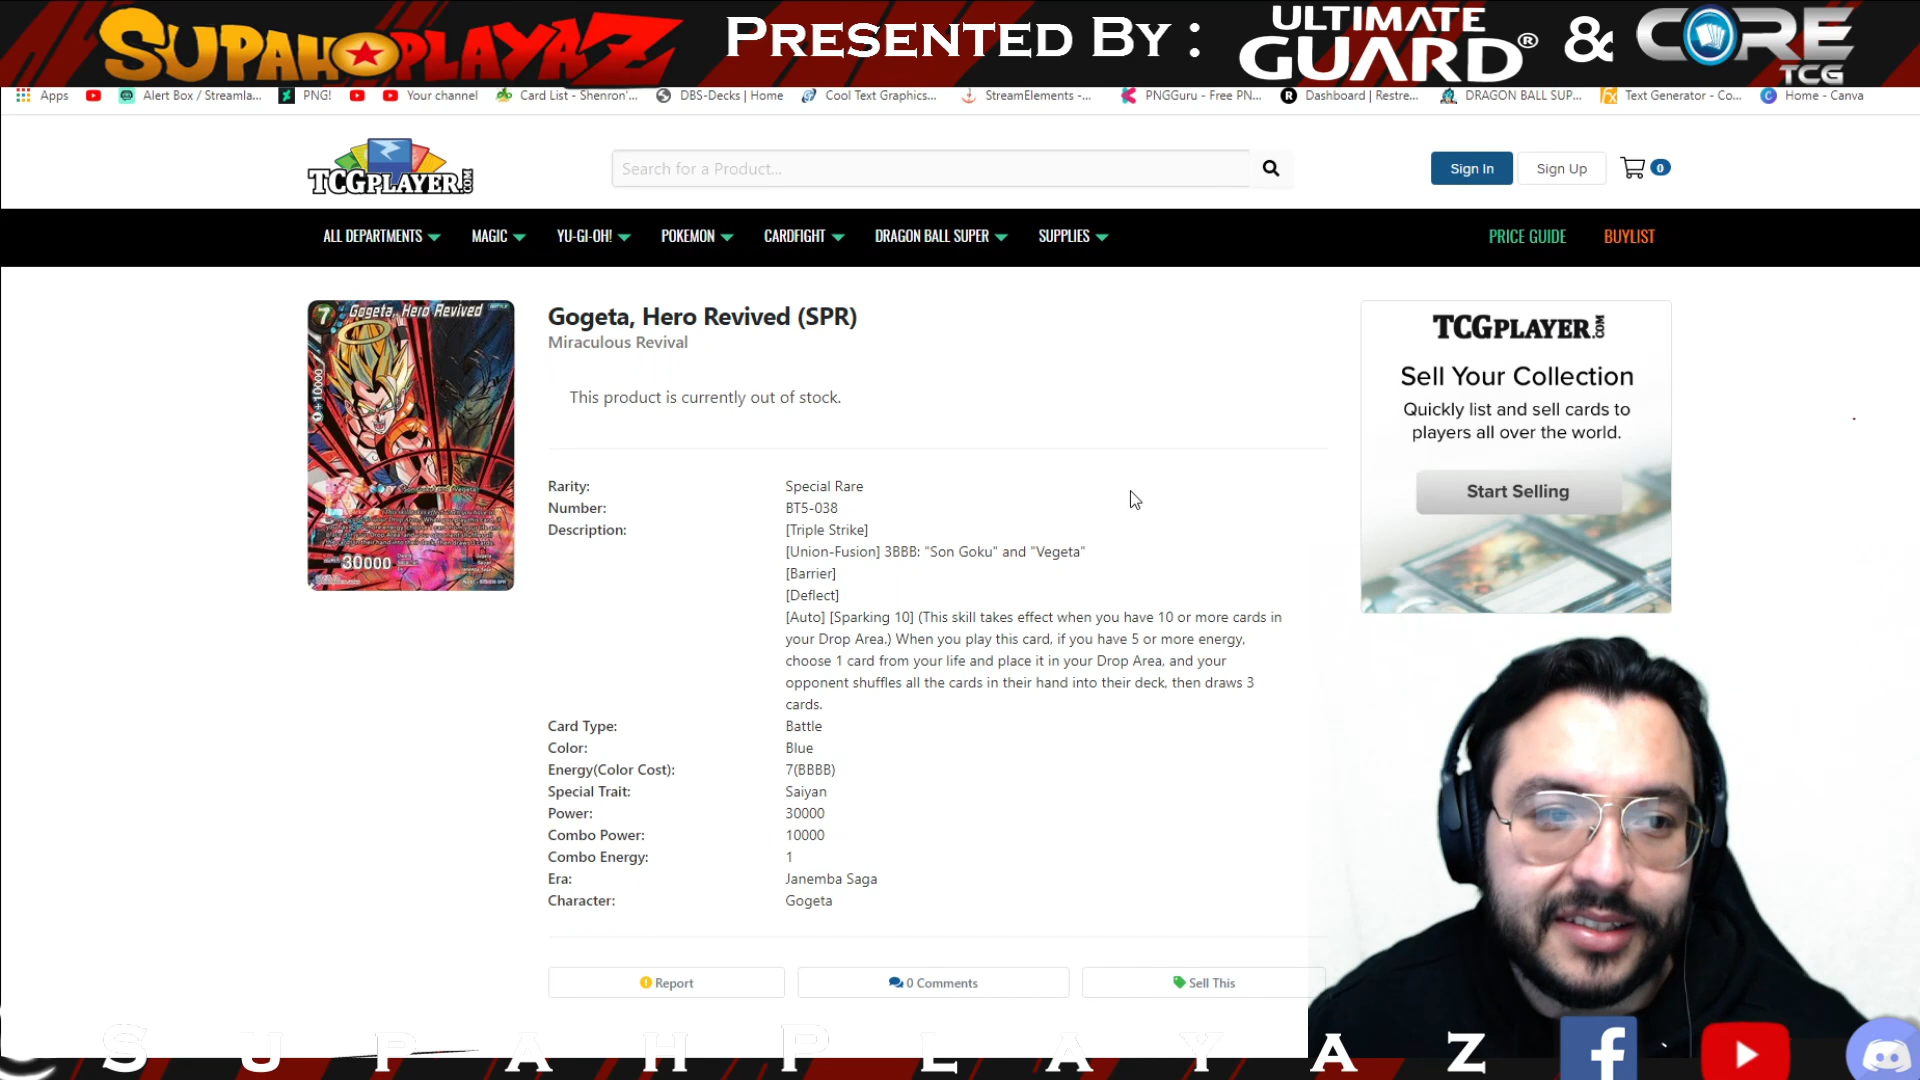 SUPAHPLAYAZ PRESENTED BY : ULTIMATE GUARD® & CORE TCG
Apps Alert Box / Streamla... PNG! Your channel Card List - Shenron'... DBS-Decks | Home Cool Text Graphics... StreamElements -... PNGGuru - Free PN... Dashboard | Restre... DRAGON BALL SUP... Text Generator - Co... Home - Canva
TCGPLAYER.COM Search for a Product... Sign In Sign Up 0
ALL DEPARTMENTS MAGIC YU-GI-OH! POKEMON CARDFIGHT DRAGON BALL SUPER SUPPLIES PRICE GUIDE BUYLIST
7 Gogeta, Hero Revived
+10000
30000
Gogeta, Hero Revived (SPR)
Miraculous Revival
This product is currently out of stock.
Rarity: Special Rare
Number: BT5-038
Description: [Triple Strike]
[Union-Fusion] 3BBB: "Son Goku" and "Vegeta"
[Barrier]
[Deflect]
[Auto] [Sparking 10] (This skill takes effect when you have 10 or more cards in
your Drop Area.) When you play this card, if you have 5 or more energy,
choose 1 card from your life and place it in your Drop Area, and your
opponent shuffles all the cards in their hand into their deck, then draws 3
cards.
Card Type: Battle
Color: Blue
Energy(Color Cost): 7(BBBB)
Special Trait: Saiyan
Power: 30000
Combo Power: 10000
Combo Energy: 1
Era: Janemba Saga
Character: Gogeta
Report 0 Comments Sell This
TCGPLAYER.COM
Sell Your Collection
Quickly list and sell cards to
players all over the world.
Start Selling
SUPAHPLAYAZ